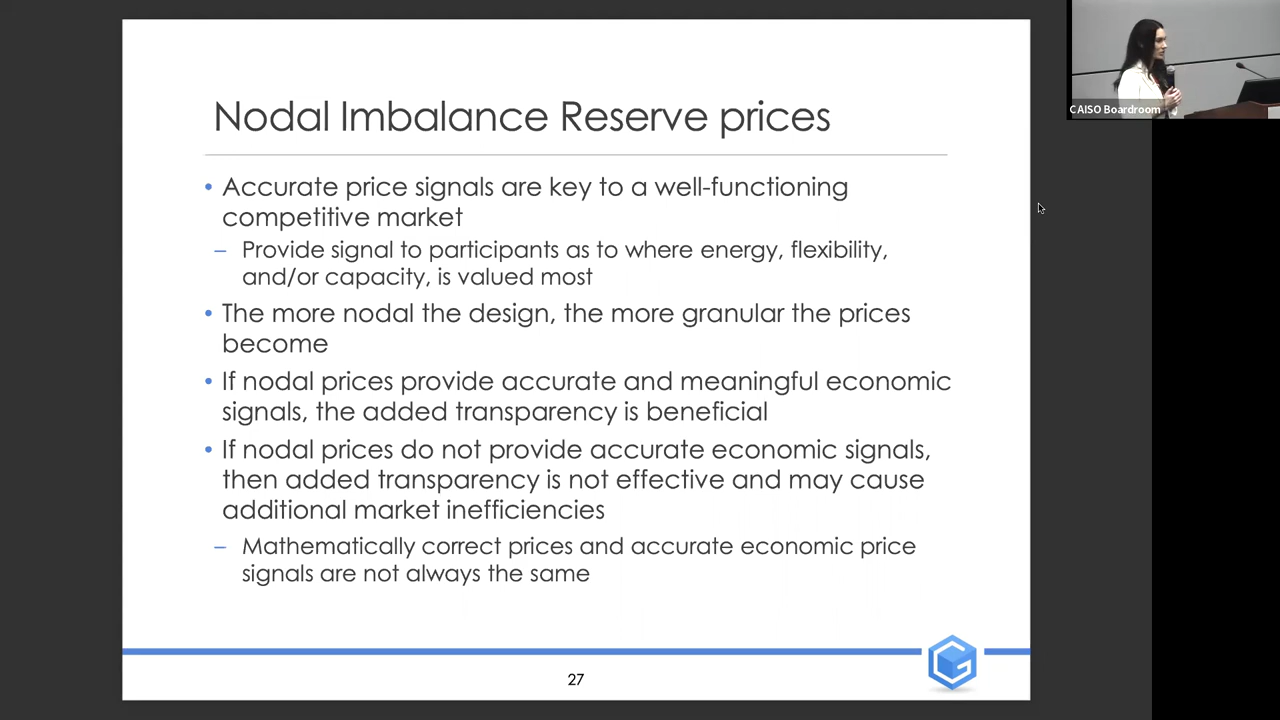 Nodal Imbalance Reserve prices
• Accurate price signals are key to a well-functioning
competitive market
– Provide signal to participants as to where energy, flexibility,
and/or capacity, is valued most
• The more nodal the design, the more granular the prices
become
• If nodal prices provide accurate and meaningful economic
signals, the added transparency is beneficial
• If nodal prices do not provide accurate economic signals,
then added transparency is not effective and may cause
additional market inefficiencies
– Mathematically correct prices and accurate economic price
signals are not always the same
27
CAISO Boardroom